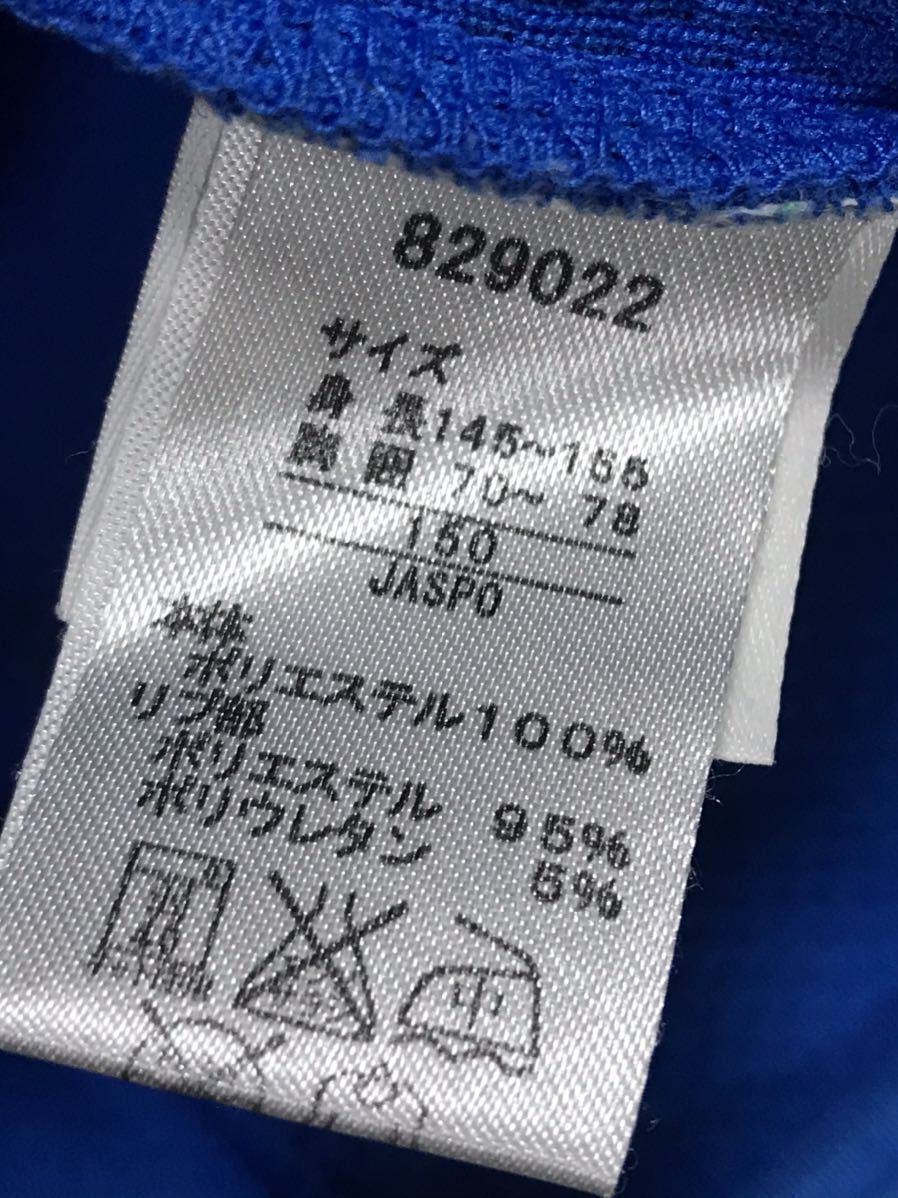 829022
サイズ
身長145~155
胸囲 70~ 78
150
JASPO
本体
ポリエステル100%
リブ部
ポリエステル 95%
ポリウレタン 5%
40
中